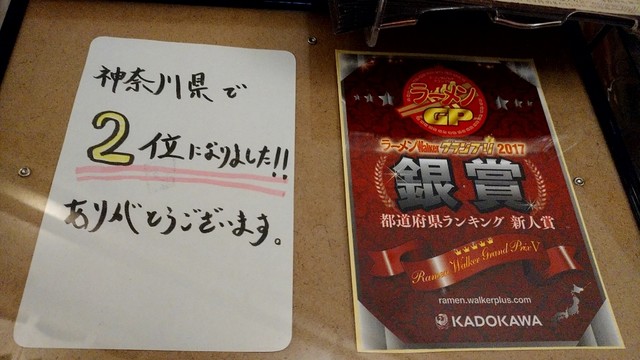 神奈川県で
2位になりました!!
ありがとうございます。
ラーメン
GP
ラーメンWalkerグランプリ2017
銀賞
都道府県ランキング 新人賞
Ramen Walker Grand Prix V
ramen.walkerplus.com
KADOKAWA